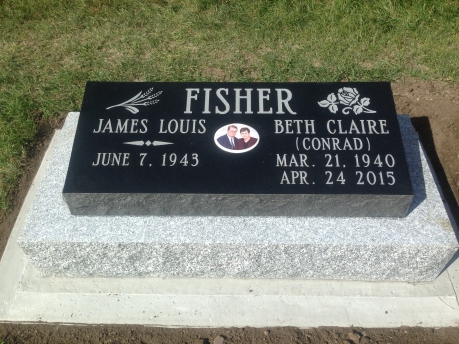 FISHER
JAMES LOUIS
JUNE 7, 1943
BETH CLAIRE
(CONRAD)
MAR. 21, 1940
APR. 24 2015